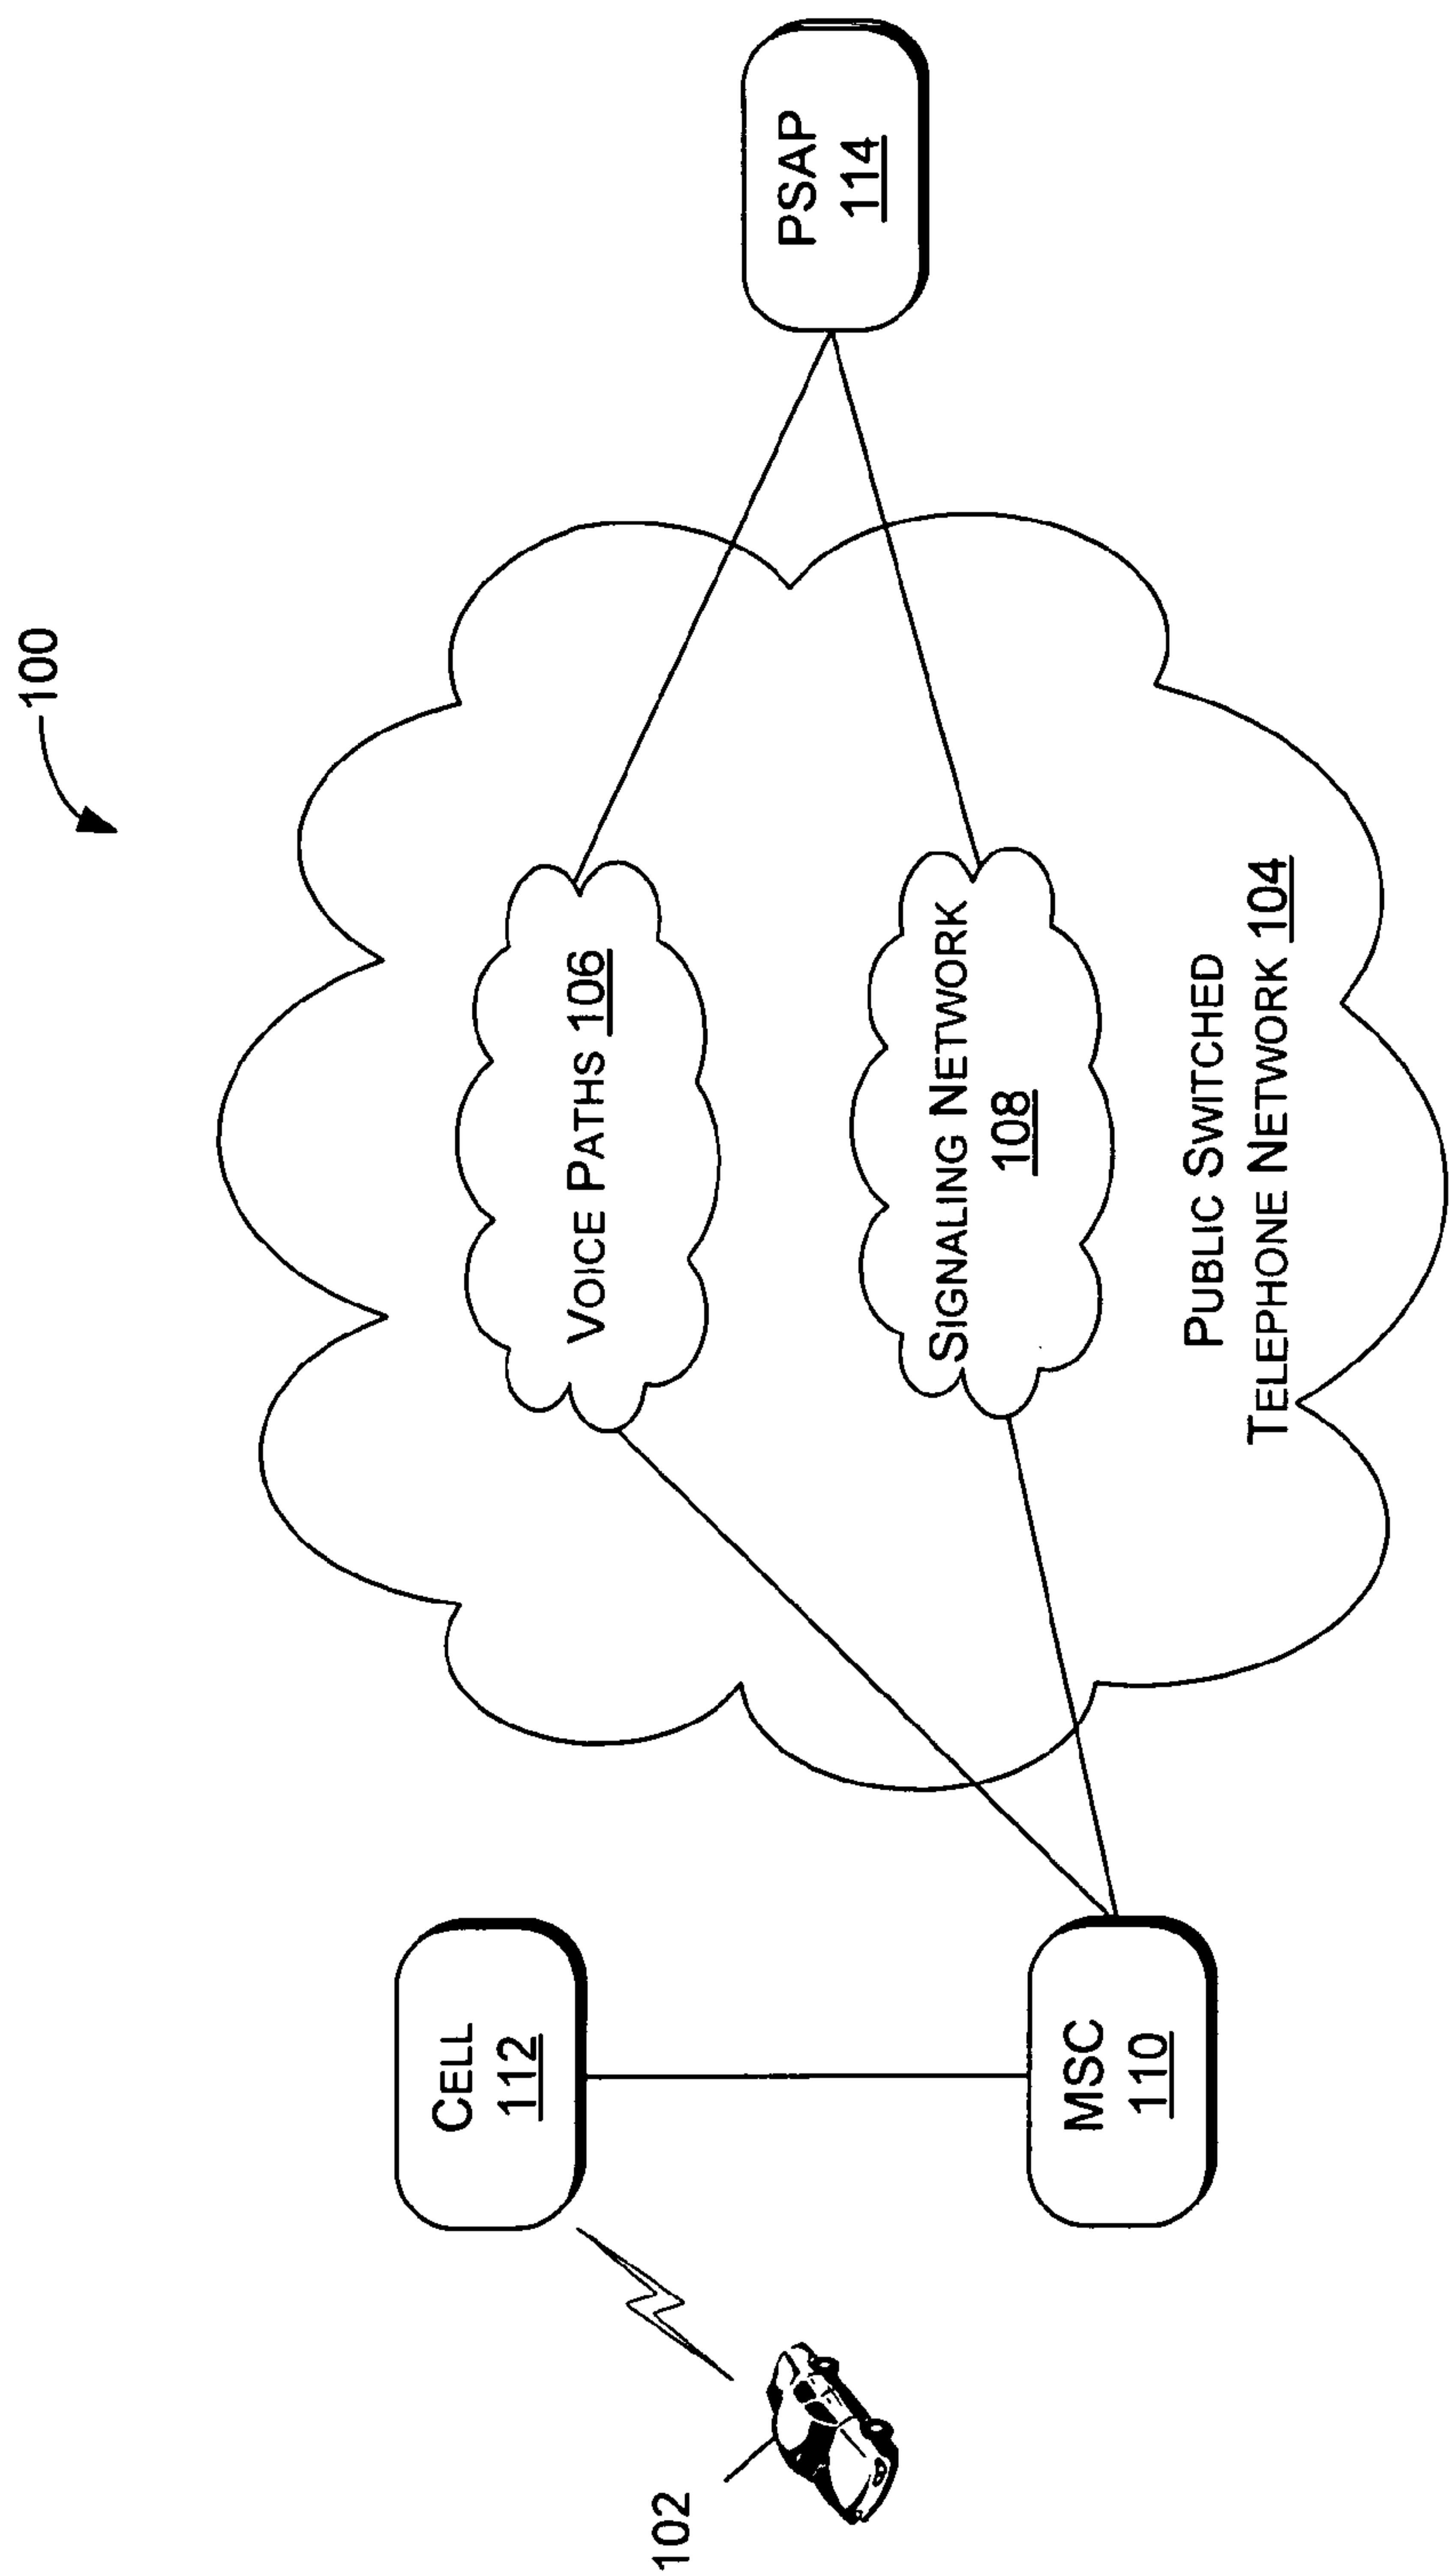 100
CELL
112
102
MSC
110
VOICE PATHS 106
SIGNALING NETWORK
108
PUBLIC SWITCHED
TELEPHONE NETWORK 104
PSAP
114